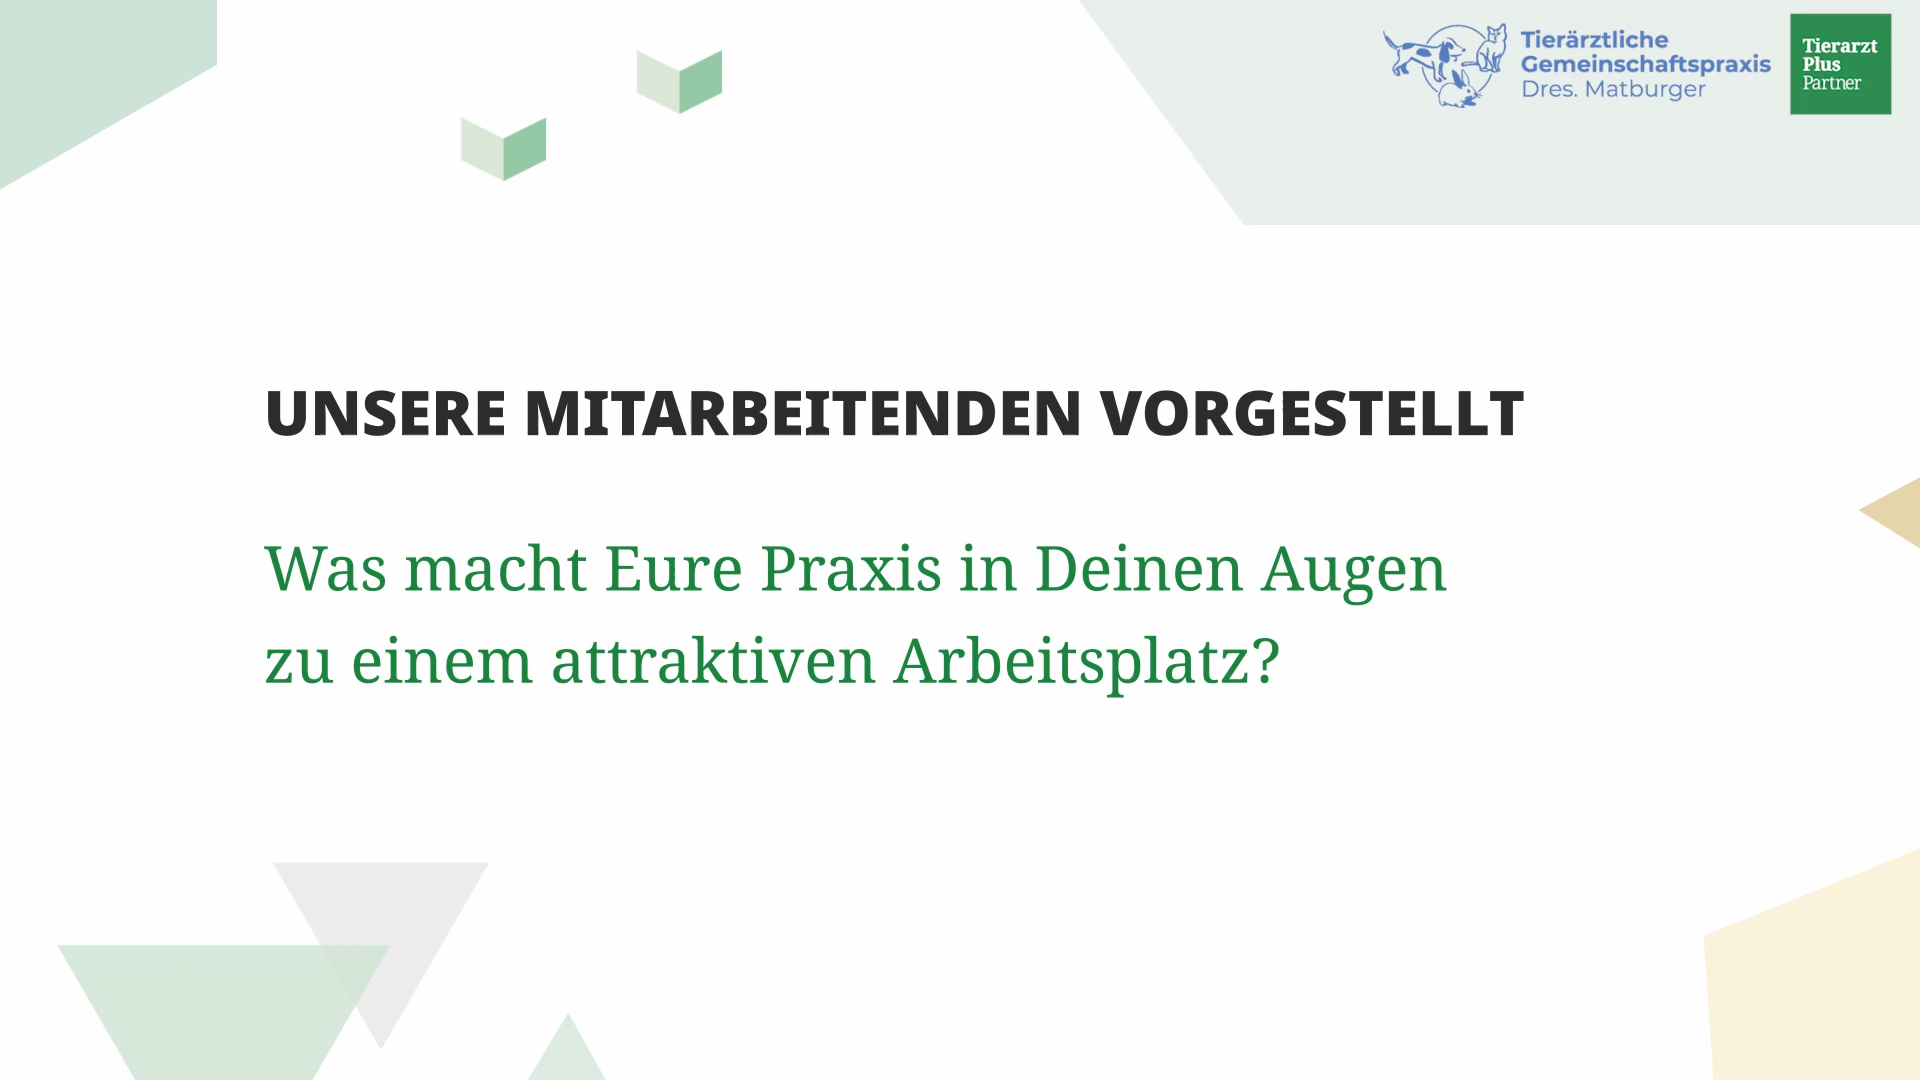 Tierärztliche
Gemeinschaftspraxis
Dres. Matburger
Tierarzt
Plus
Partner
UNSERE MITARBEITENDEN VORGESTELLT
Was macht Eure Praxis in Deinen Augen
zu einem attraktiven Arbeitsplatz?